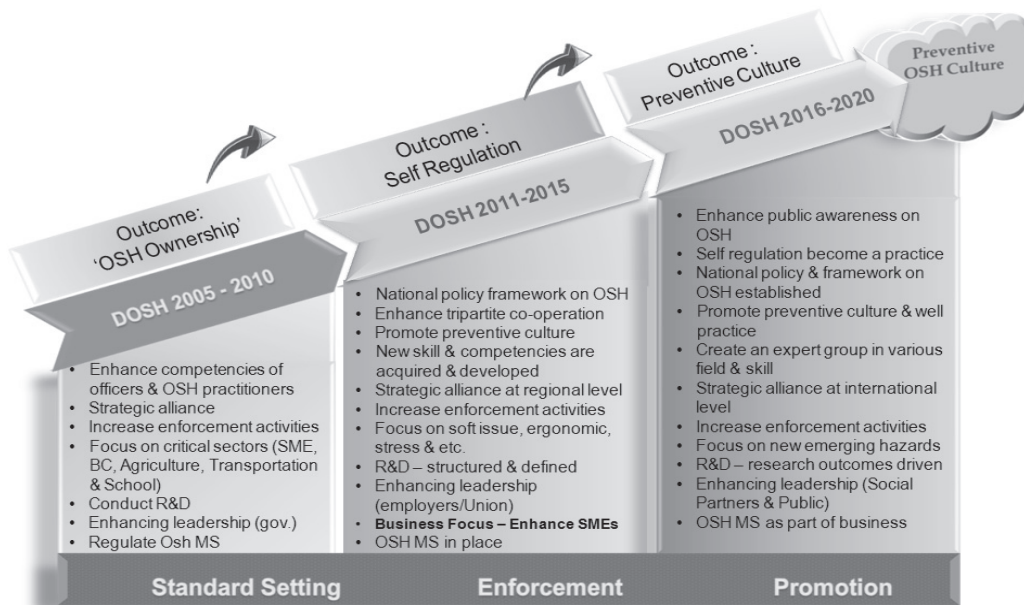 Outcome:
'OSH Ownership'
DOSH 2005 - 2010
• Enhance competencies of
officers & OSH practitioners
• Strategic alliance
• Increase enforcement activities
• Focus on critical sectors (SME,
BC, Agriculture, Transportation
& School)
• Conduct R&D
• Enhancing leadership (gov.)
• Regulate Osh MS
Outcome :
Self Regulation
DOSH 2011-2015
• National policy framework on OSH
• Enhance tripartite co-operation
• Promote preventive culture
• New skill & competencies are
acquired & developed
• Strategic alliance at regional level
• Increase enforcement activities
• Focus on soft issue, ergonomic,
stress & etc.
• R&D – structured & defined
• Enhancing leadership
(employers/Union)
• Business Focus – Enhance SMEs
• OSH MS in place
Outcome :
Preventive Culture
DOSH 2016-2020
• Enhance public awareness on
OSH
• Self regulation become a practice
• National policy & framework on
OSH established
• Promote preventive culture & well
practice
• Create an expert group in various
field & skill
• Strategic alliance at international
level
• Increase enforcement activities
• Focus on new emerging hazards
• R&D – research outcomes driven
• Enhancing leadership (Social
Partners & Public)
• OSH MS as part of business
Preventive
OSH Culture
Standard Setting
Enforcement
Promotion